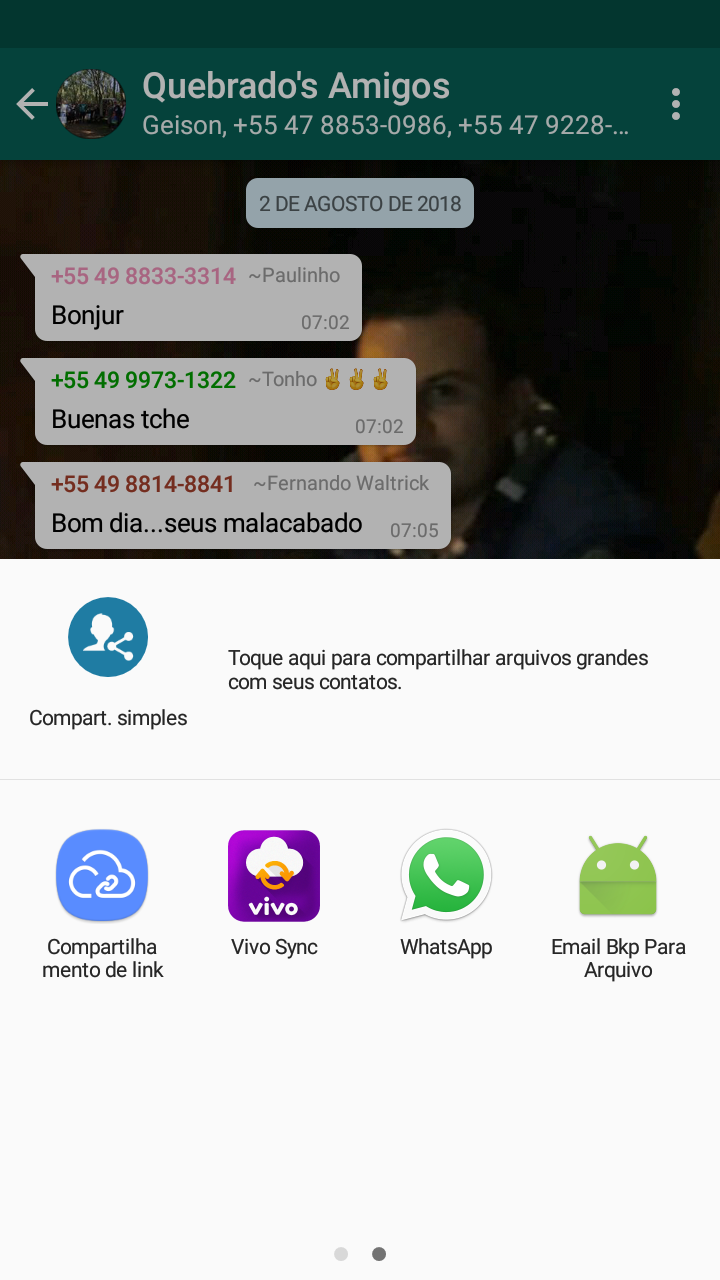 Quebrado's Amigos
Geison, +55 47 8853-0986, +55 47 9228-...
2 DE AGOSTO DE 2018
+55 49 8833-3314 ~Paulinho
Bonjur
07:02
+55 49 9973-1322 ~Tonho ✌✌✌
Buenas tche
07:02
+55 49 8814-8841 ~Fernando Waltrick
Bom dia...seus malacabado
07:05
Toque aqui para compartilhar arquivos grandes
com seus contatos.
Compart. simples
vivo
Compartilha
mento de link
Vivo Sync
WhatsApp
Email Bkp Para
Arquivo